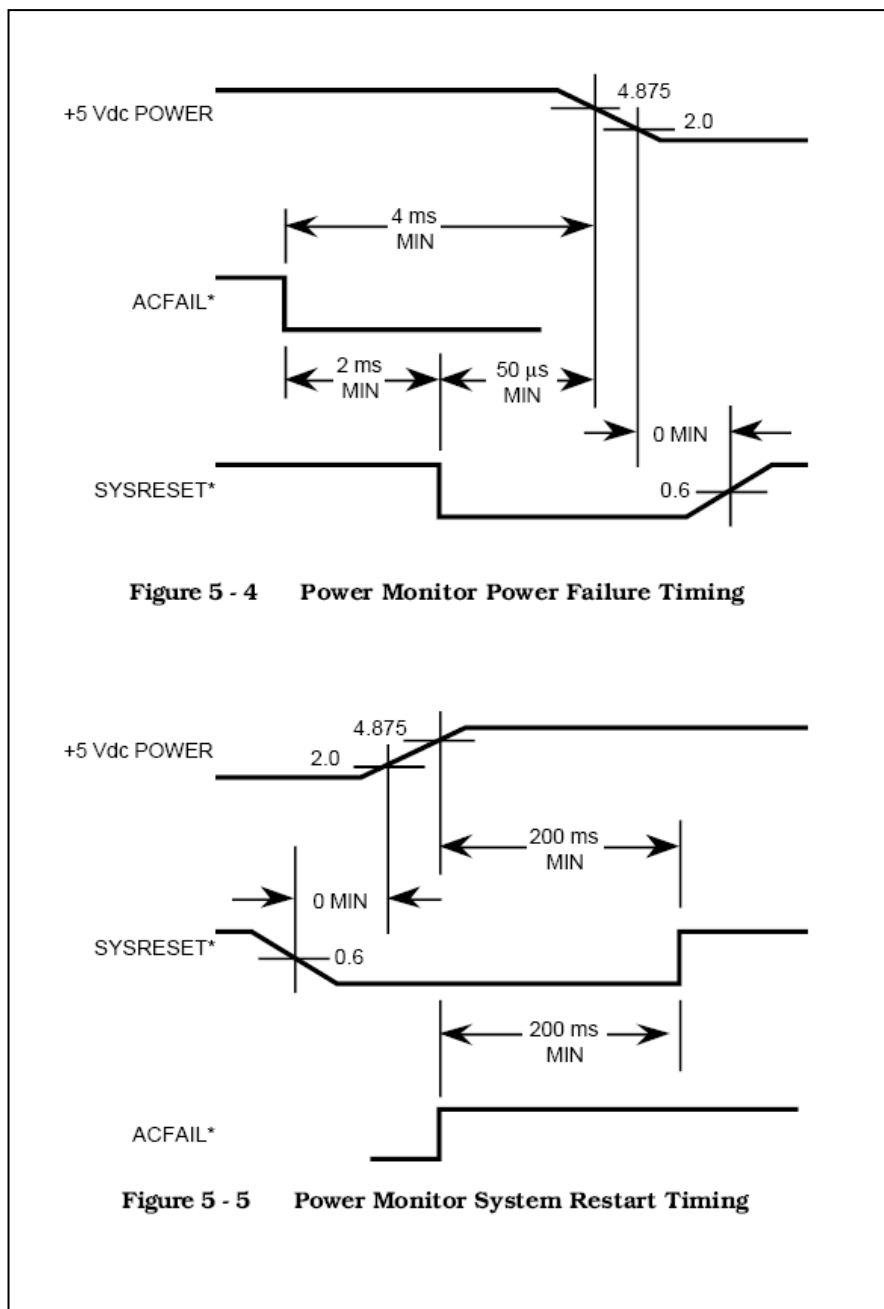 4.875
+5 Vdc POWER
2.0
4 ms
MIN
ACFAIL*
2 ms
MIN
50 µs
MIN
0 MIN
SYSRESET*
0.6
Figure 5 - 4 Power Monitor Power Failure Timing
4.875
+5 Vdc POWER
2.0
200 ms
MIN
0 MIN
SYSRESET*
0.6
200 ms
MIN
ACFAIL*
Figure 5 - 5 Power Monitor System Restart Timing